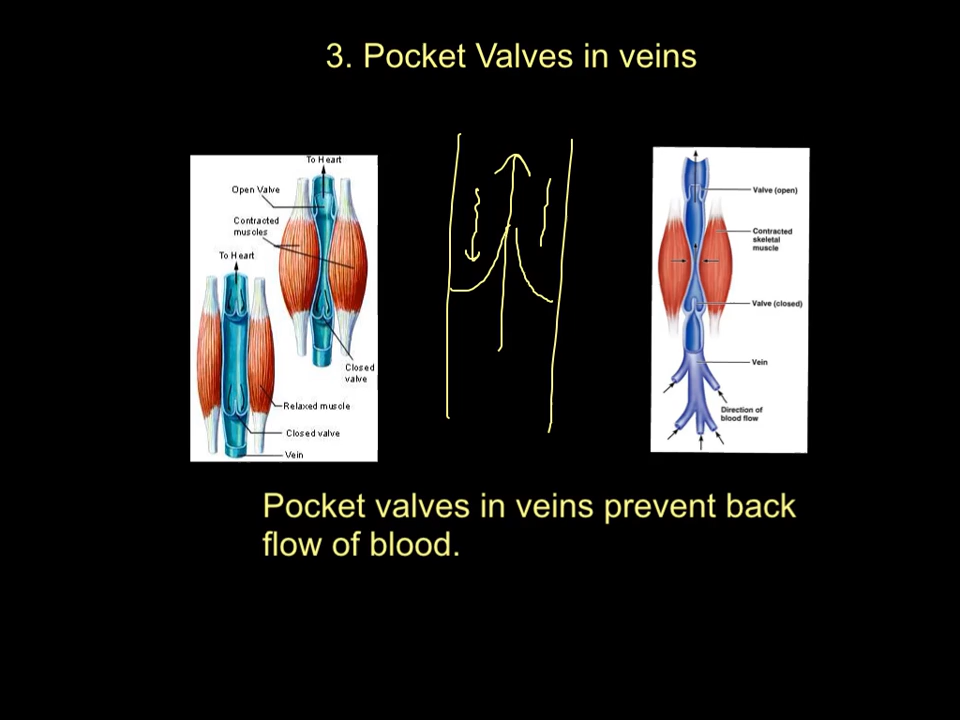 3. Pocket Valves in veins
To Heart
Open Valve
Contracted
muscles
To Heart
Closed
valve
Relaxed muscle
Closed valve
Vein
Valve (open)
Contracted
skeletal
muscle
Valve (closed)
Vein
Direction of
blood flow
Pocket valves in veins prevent back
flow of blood.